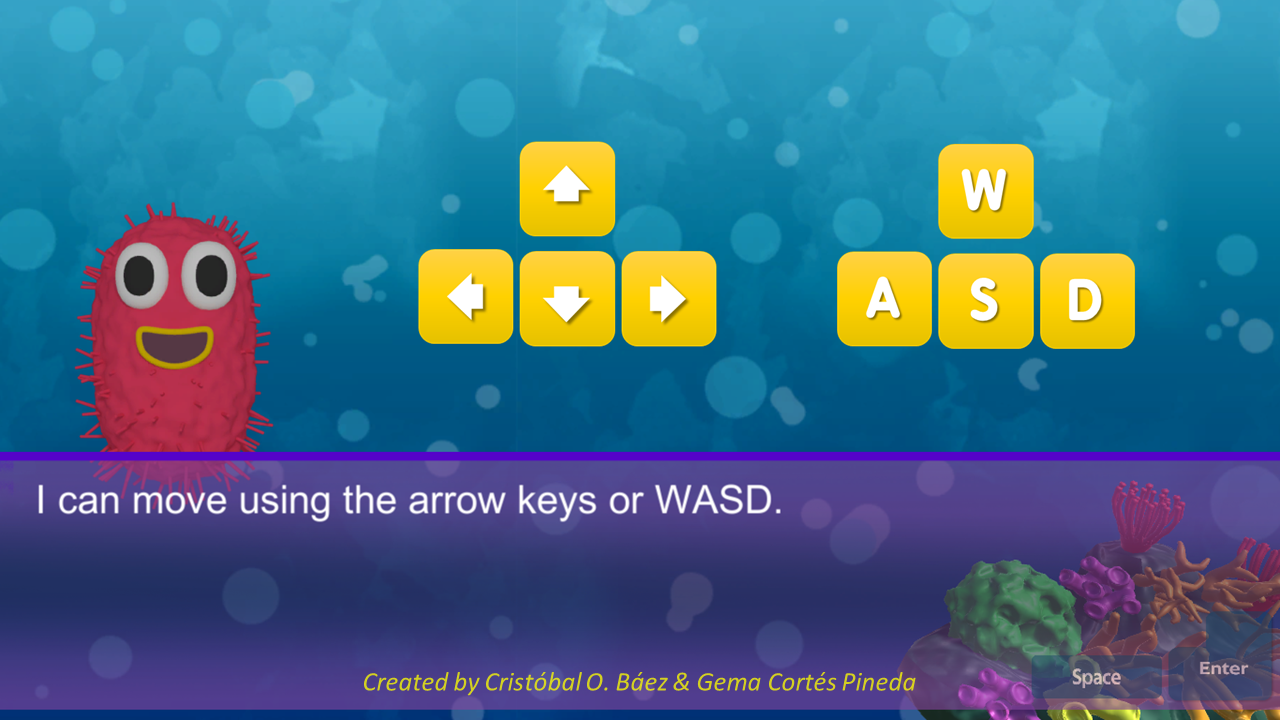 W
A S D
I can move using the arrow keys or WASD.
Created by Cristóbal O. Báez & Gema Cortés Pineda
Space Enter